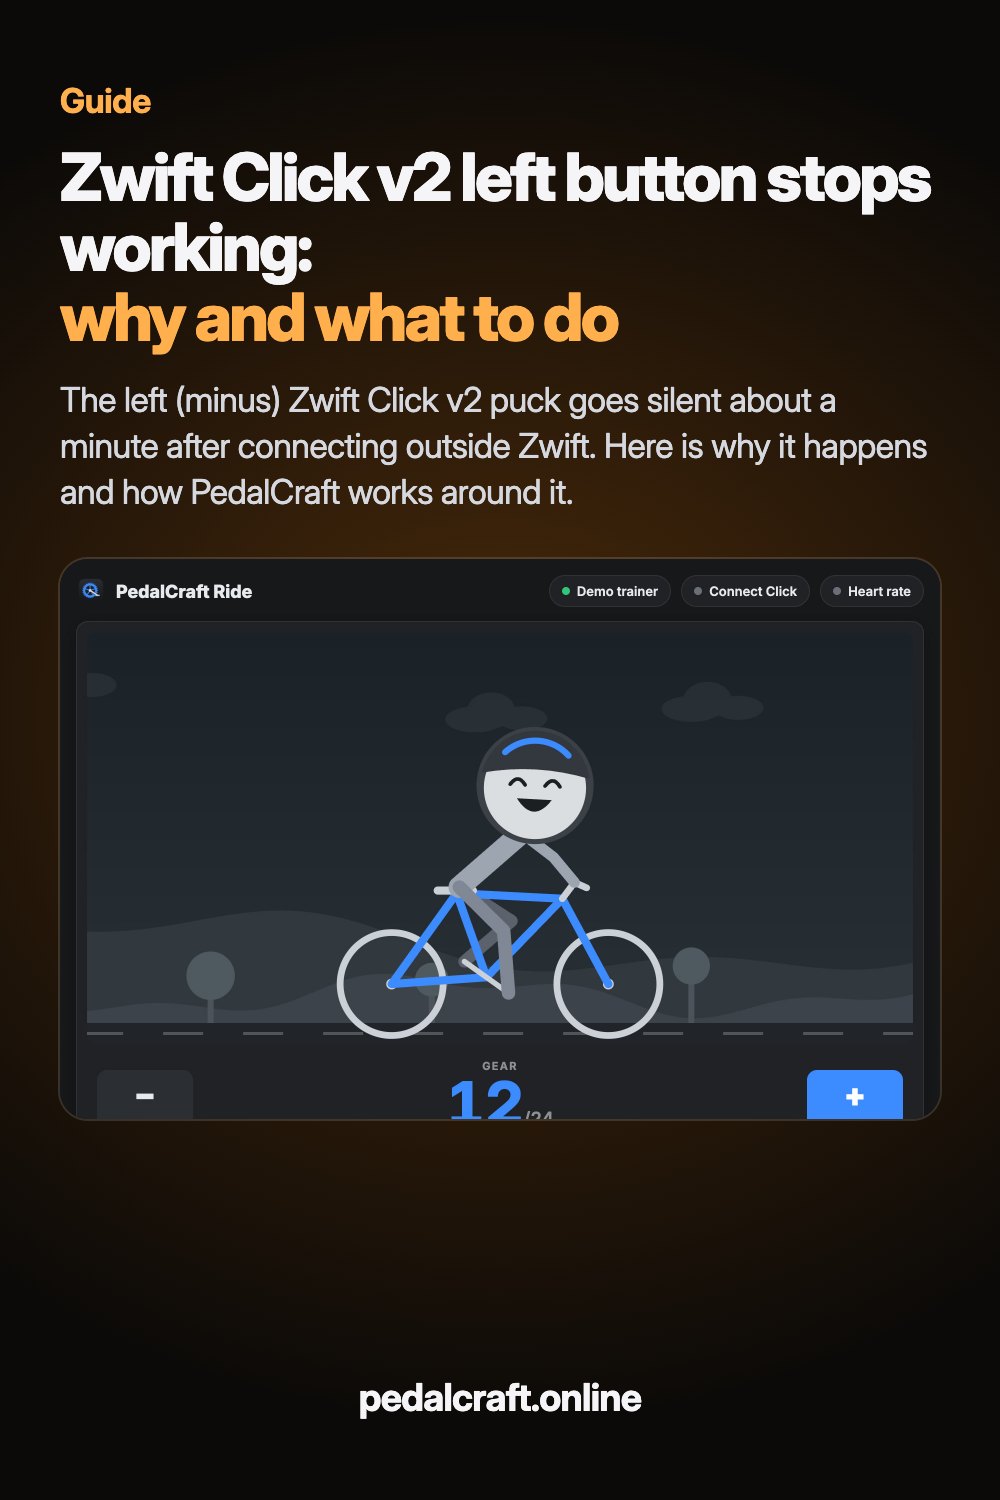 Guide
Zwift Click v2 left button stops
working:
why and what to do
The left (minus) Zwift Click v2 puck goes silent about a
minute after connecting outside Zwift. Here is why it happens
and how PedalCraft works around it.
PedalCraft Ride
Demo trainer
Connect Click
Heart rate
GEAR
− 12/24 +
pedalcraft.online